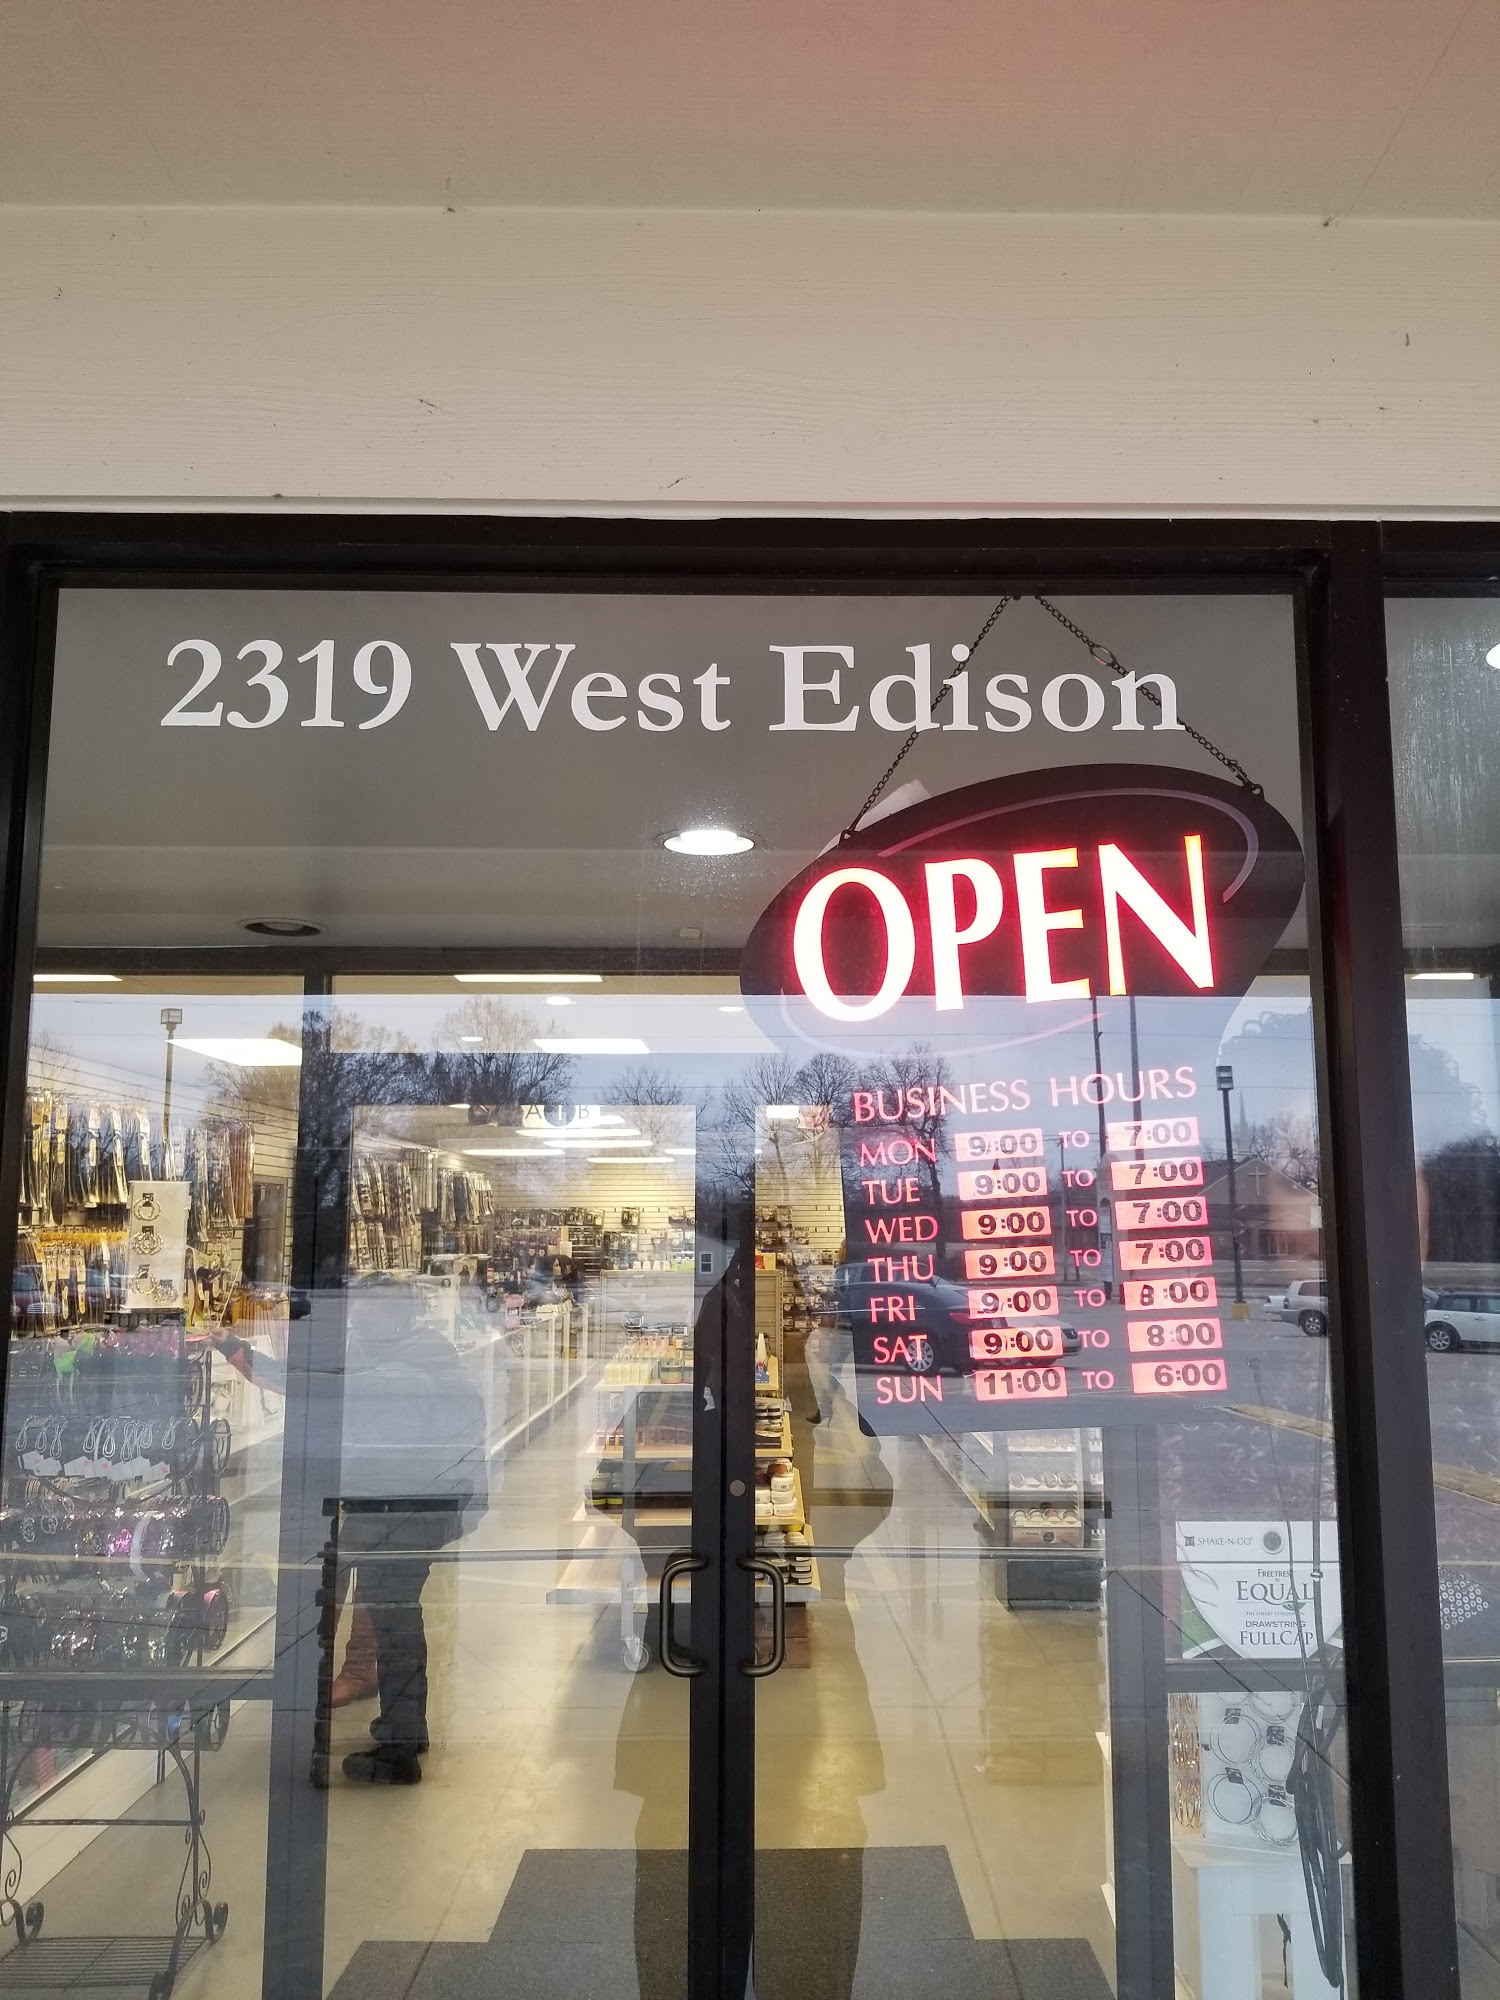 2319 West Edison
OPEN
BUSINESS HOURS
MON 9:00 TO 7:00
TUE 9:00 TO 7:00
WED 9:00 TO 7:00
THU 9:00 TO 7:00
FRI 9:00 TO 8:00
SAT 9:00 TO 8:00
SUN 11:00 TO 6:00
SHAKE-N-GO
EQUAL
DRAWSTRING
FULLCAP